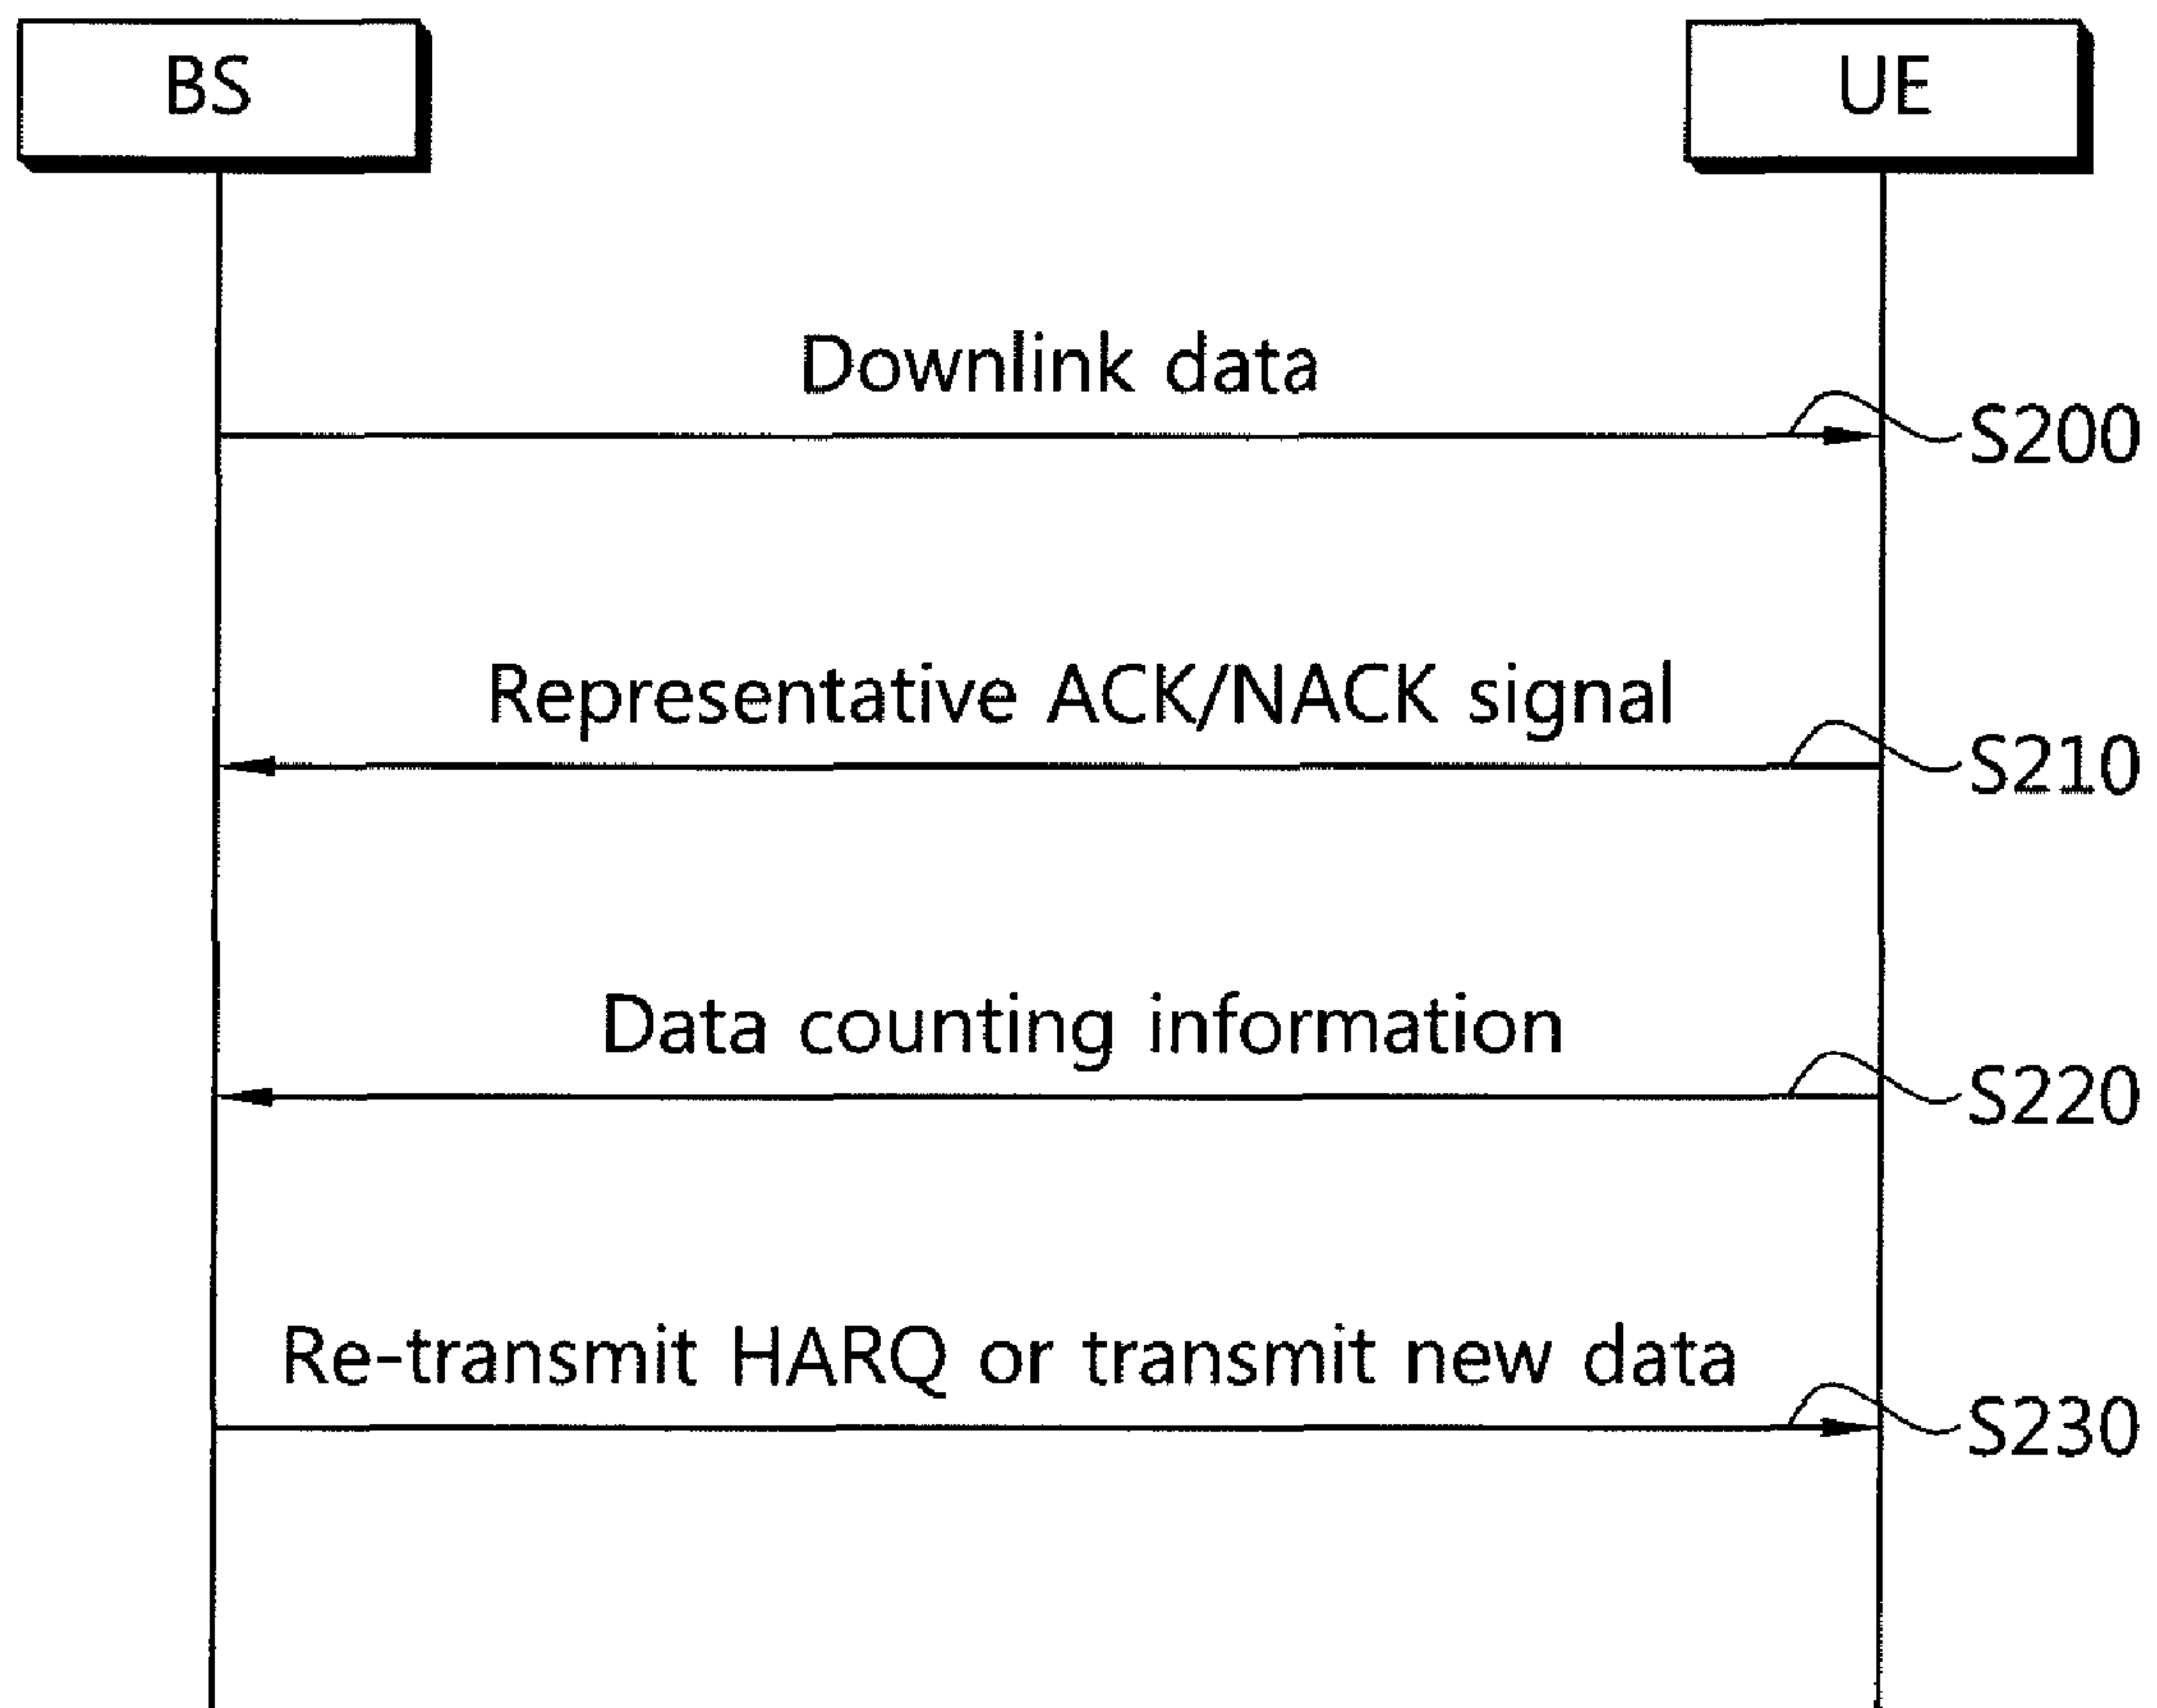 BS
UE
Downlink data
S200
Representative ACK/NACK signal
S210
Data counting information
S220
Re-transmit HARQ or transmit new data
S230